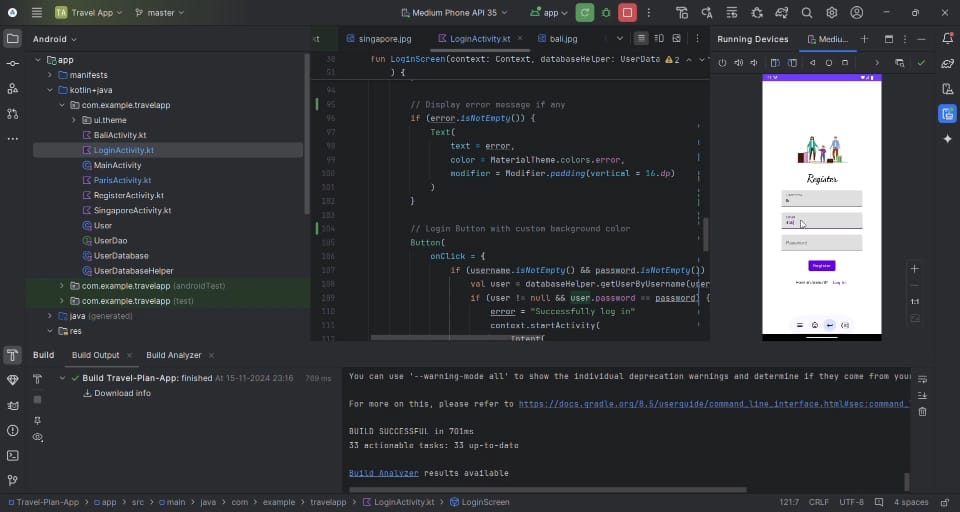 TA Travel App
master
Medium Phone API 35
app
Android
kt
singapore.jpg
LoginActivity.kt
bali.jpg
Running Devices
Mediu...
app
manifests
kotlin+java
com.example.travelapp
ui.theme
BaliActivity.kt
LoginActivity.kt
MainActivity
ParisActivity.kt
RegisterActivity.kt
SingaporeActivity.kt
User
UserDao
UserDatabase
UserDatabaseHelper
com.example.travelapp (androidTest)
com.example.travelapp (test)
java (generated)
res
38 fun LoginScreen(context: Context, databaseHelper: UserData 2
51 ) {
94
95 // Display error message if any
96 if (error.isNotEmpty()) {
97 Text(
98 text = error,
99 color = MaterialTheme.colors.error,
100 modifier = Modifier.padding(vertical = 16.dp)
101 )
102 }
103
104 // Login Button with custom background color
105 Button(
106 onClick = {
107 if (username.isNotEmpty() && password.isNotEmpty())
108 val user = databaseHelper.getUserByUsername(user
109 if (user != null && user.password == password) {
110 error = "Successfully log in"
111 context.startActivity(
112 Intent(
Register
Password
Register
Have an account? Log in
1:1
Build
Build Output
Build Analyzer
Build Travel-Plan-App: finished At 15-11-2024 23:16 769 ms
Download info
You can use '--warning-mode all' to show the individual deprecation warnings and determine if they come from your
For more on this, please refer to https://docs.gradle.org/8.5/userguide/command_line_interface.html#sec:command_
BUILD SUCCESSFUL in 701ms
33 actionable tasks: 33 up-to-date
Build Analyzer results available
Travel-Plan-App > app > src > main > java > com > example > travelapp > LoginActivity.kt > LoginScreen
121:7 CRLF UTF-8 4 spaces